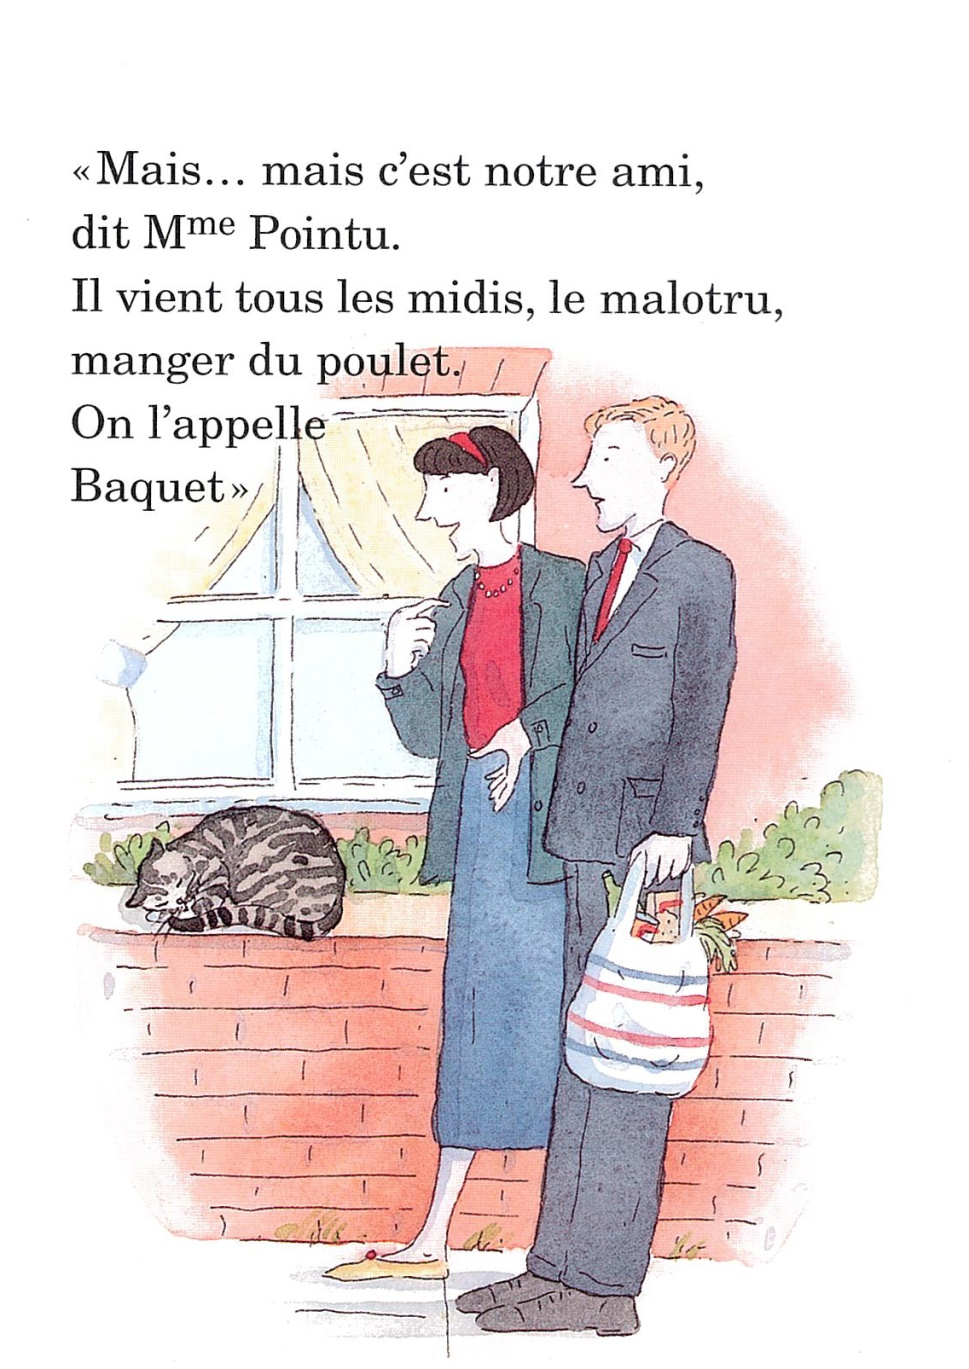 «Mais… mais c’est notre ami,
dit Mme Pointu.
Il vient tous les midis, le malotru,
manger du poulet.
On l’appelle
Baquet»